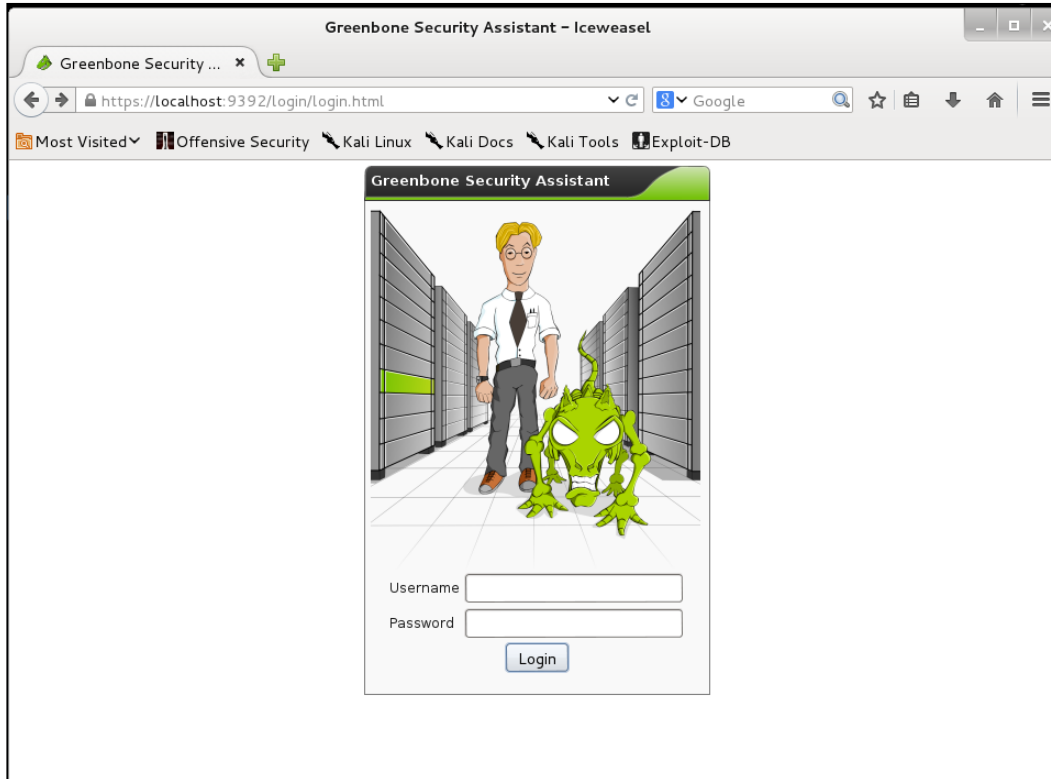 Greenbone Security Assistant – Iceweasel
Greenbone Security ...
https://localhost:9392/login/login.html
8 Google
Most Visited Offensive Security Kali Linux Kali Docs Kali Tools Exploit-DB
Greenbone Security Assistant
Username
Password
Login